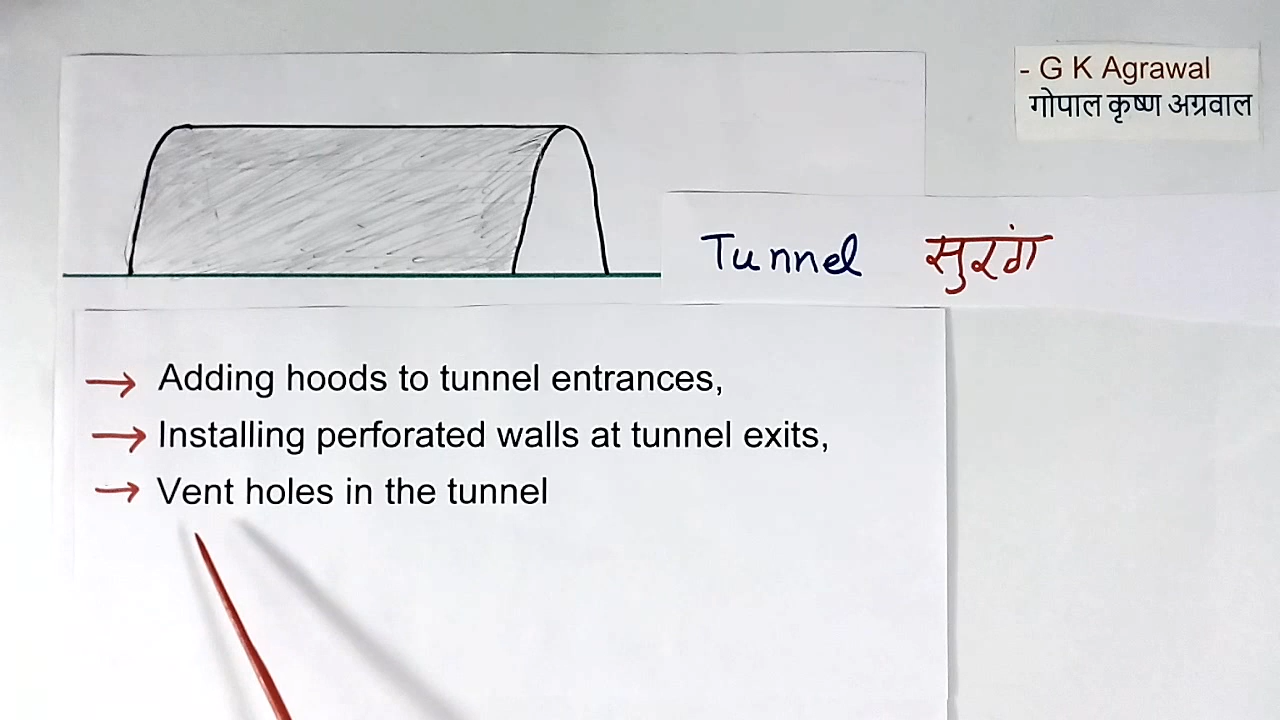 - G K Agrawal
गोपाल कृष्ण अग्रवाल
Tunnel सुरंग
→ Adding hoods to tunnel entrances,
→ Installing perforated walls at tunnel exits,
→ Vent holes in the tunnel